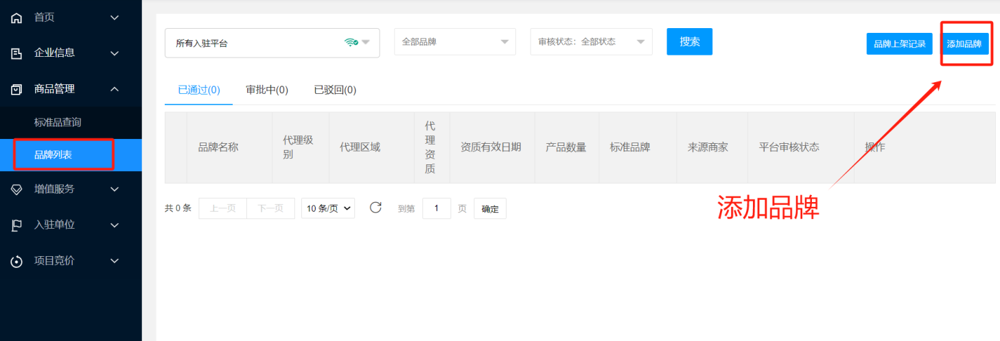 首页
企业信息
商品管理
标准品查询
品牌列表
增值服务
入驻单位
项目竞价
所有入驻平台
全部品牌
审核状态：全部状态
搜索
品牌上架记录
添加品牌
已通过(0)
审批中(0)
已驳回(0)
品牌名称
代理级
别
代理区域
代
理
资
质
资质有效日期
产品数量
标准品牌
来源商家
平台审核状态
操作
共 0 条
上一页
下一页
10 条/页
到第
1
页
确定
添加品牌